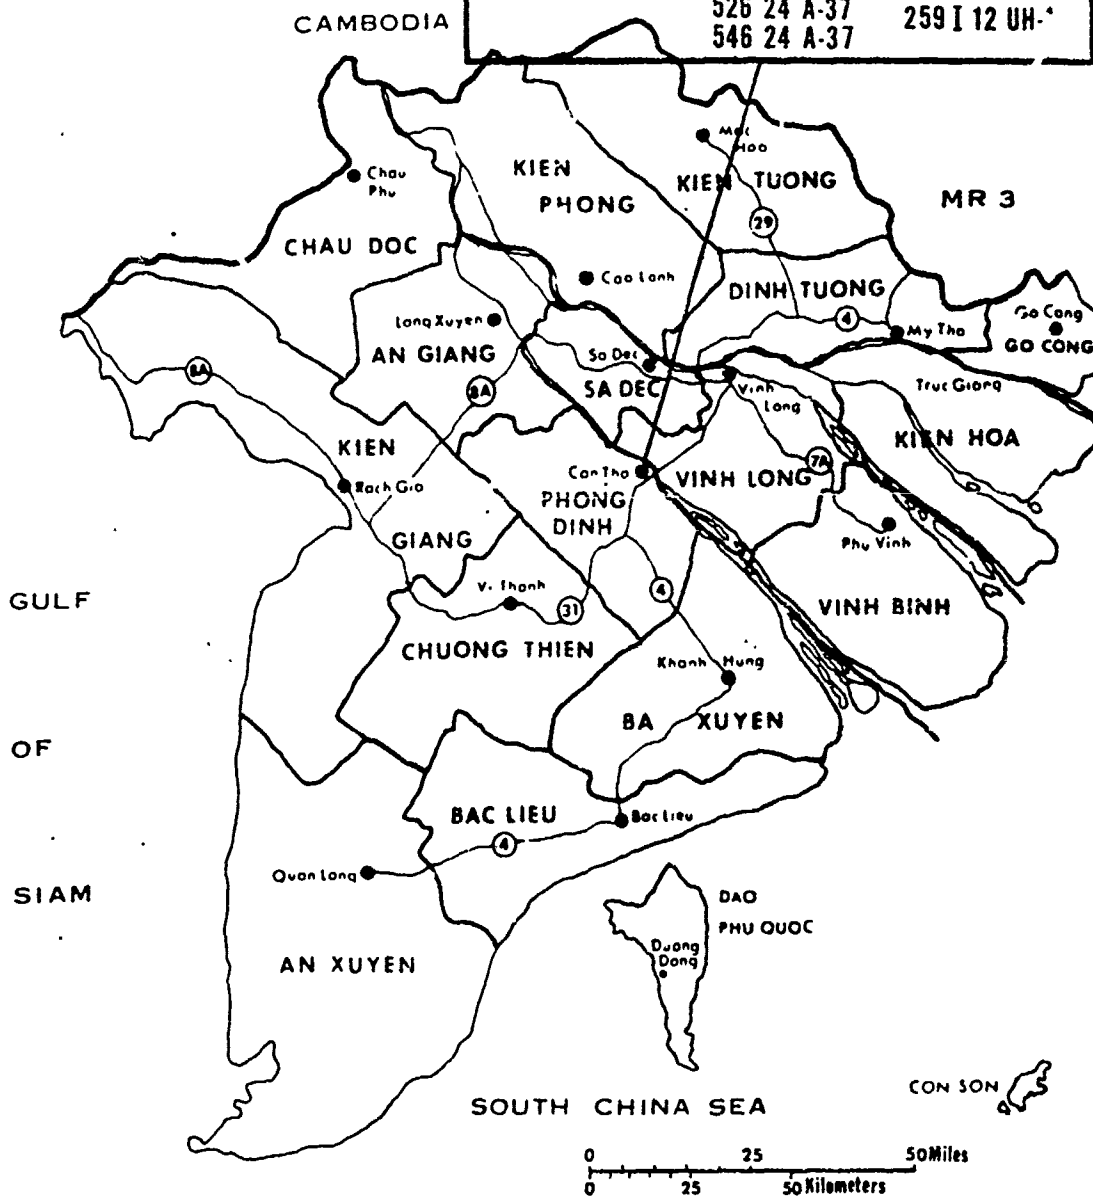 CAMBODIA
526 24 A-37
546 24 A-37
259 I 12 UH-
Moc
Hoa
KIEN
PHONG
KIEN TUONG
MR 3
Chau
Phu
29
CHAU DOC
Cao Lanh
DINH TUONG
Long Xuyen
4
My Tho
Go Cong
GO CONG
AN GIANG
Sa Dec
SA DEC
8A
8A
Vinh
Long
Truc Giang
KIEN HOA
KIEN
GIANG
Rach Gia
Can Tho
VINH LONG
7A
PHONG
DINH
Phu Vinh
GULF
OF
SIAM
Vi Thanh
31
4
VINH BINH
CHUONG THIEN
Khanh Hung
BA XUYEN
BAC LIEU
Bac Lieu
4
Quan Long
DAO
PHU QUOC
Duong
Dong
AN XUYEN
SOUTH CHINA SEA
CON SON
0 25 50 Miles
0 25 50 Kilometers